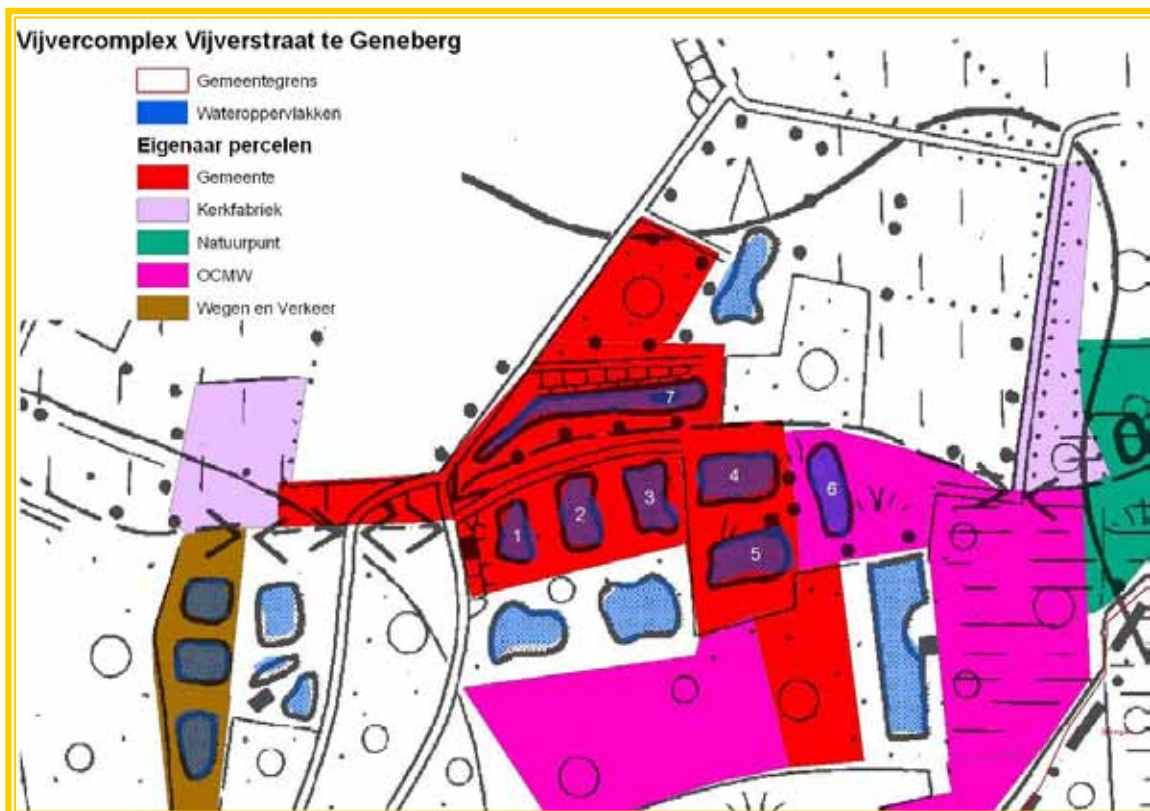 Vijvercomplex Vijverstraat te Geneberg
Gemeentegrens
Wateroppervlakken
Eigenaar percelen
Gemeente
Kerkfabriek
Natuurpunt
OCMW
Wegen en Verkeer
7
4
6
3
2
1
5